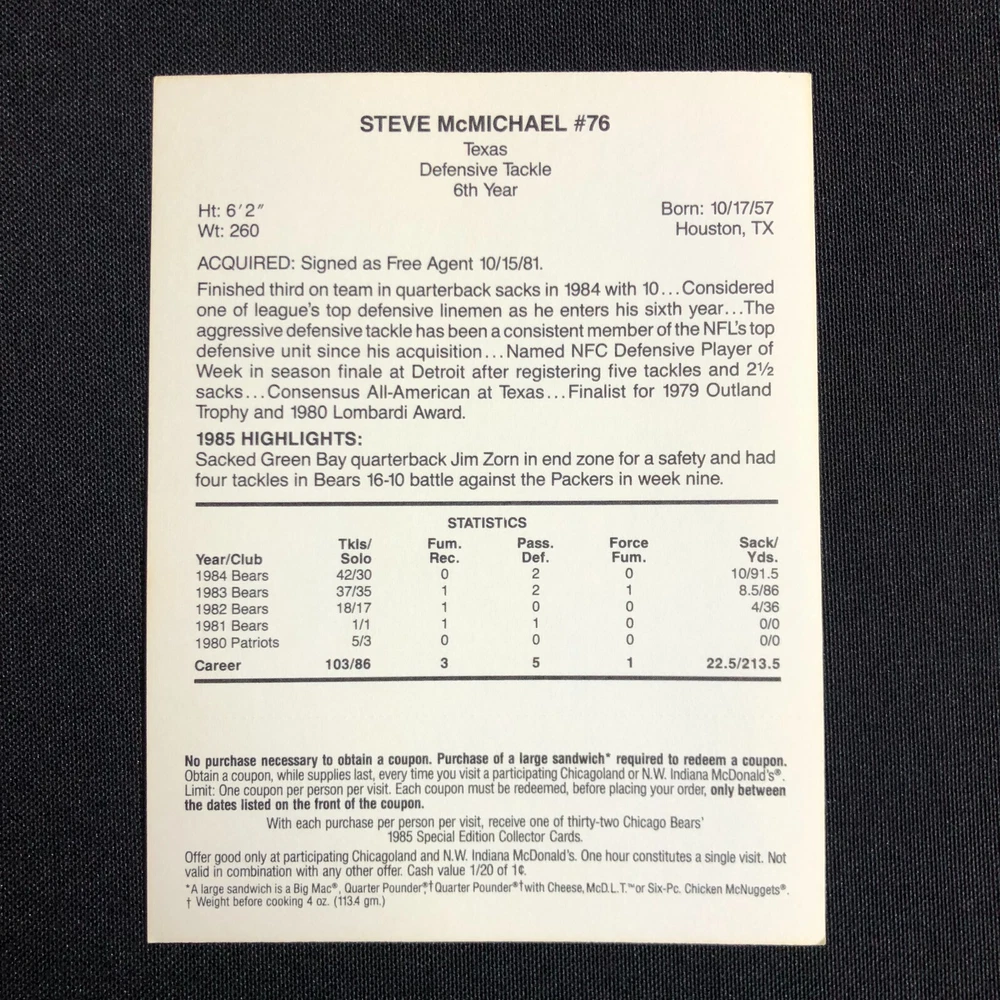 STEVE McMICHAEL #76
Texas
Defensive Tackle
6th Year
Ht: 6′2″ Born: 10/17/57
Wt: 260 Houston, TX
ACQUIRED: Signed as Free Agent 10/15/81.
Finished third on team in quarterback sacks in 1984 with 10...Considered
one of league's top defensive linemen as he enters his sixth year...The
aggressive defensive tackle has been a consistent member of the NFL's top
defensive unit since his acquisition...Named NFC Defensive Player of
Week in season finale at Detroit after registering five tackles and 2½
sacks...Consensus All-American at Texas...Finalist for 1979 Outland
Trophy and 1980 Lombardi Award.
1985 HIGHLIGHTS:
Sacked Green Bay quarterback Jim Zorn in end zone for a safety and had
four tackles in Bears 16-10 battle against the Packers in week nine.
STATISTICS
Tkls/ Fum. Pass. Force Sack/
Year/Club Solo Rec. Def. Fum. Yds.
1984 Bears 42/30 0 2 0 10/91.5
1983 Bears 37/35 1 2 1 8.5/86
1982 Bears 18/17 1 0 0 4/36
1981 Bears 1/1 1 1 0 0/0
1980 Patriots 5/3 0 0 0 0/0
Career 103/86 3 5 1 22.5/213.5
No purchase necessary to obtain a coupon. Purchase of a large sandwich* required to redeem a coupon.
Obtain a coupon, while supplies last, every time you visit a participating Chicagoland or N.W. Indiana McDonald's®.
Limit: One coupon per person per visit. Each coupon must be redeemed, before placing your order, only between
the dates listed on the front of the coupon.
With each purchase per person per visit, receive one of thirty-two Chicago Bears'
1985 Special Edition Collector Cards.
Offer good only at participating Chicagoland and N.W. Indiana McDonald's. One hour constitutes a single visit. Not
valid in combination with any other offer. Cash value 1/20 of 1¢.
*A large sandwich is a Big Mac®, Quarter Pounder®,† Quarter Pounder®† with Cheese, McD.L.T.™ or Six-Pc. Chicken McNuggets®.
† Weight before cooking 4 oz. (113.4 gm.)